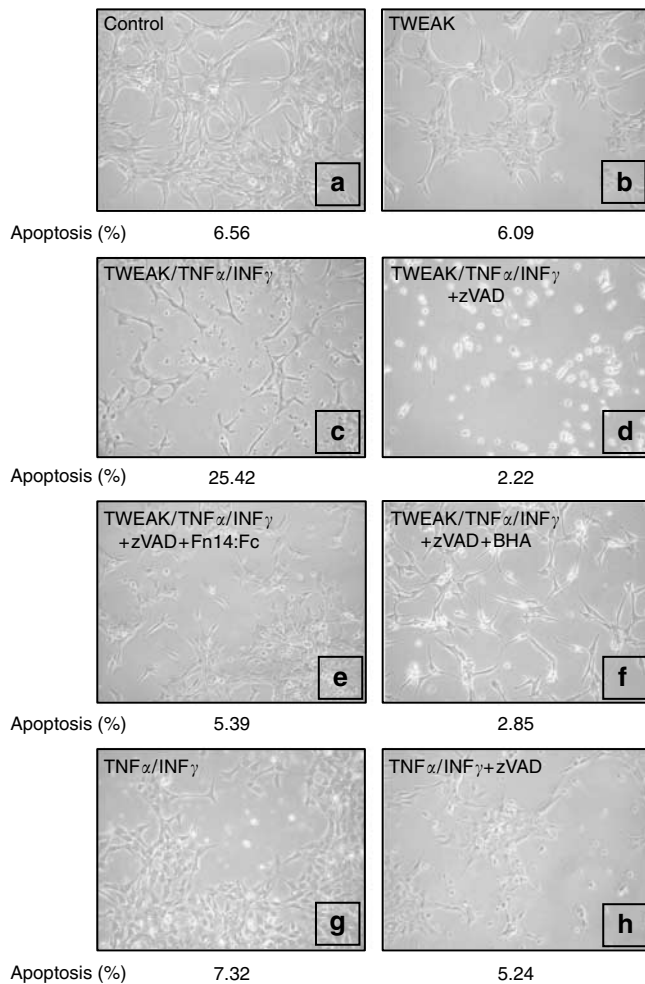 Control
TWEAK
a
b
Apoptosis (%) 6.56 6.09
TWEAK/TNFα/INFγ
TWEAK/TNFα/INFγ
+zVAD
c
d
Apoptosis (%) 25.42 2.22
TWEAK/TNFα/INFγ
+zVAD+Fn14:Fc
TWEAK/TNFα/INFγ
+zVAD+BHA
e
f
Apoptosis (%) 5.39 2.85
TNFα/INFγ
TNFα/INFγ+zVAD
g
h
Apoptosis (%) 7.32 5.24